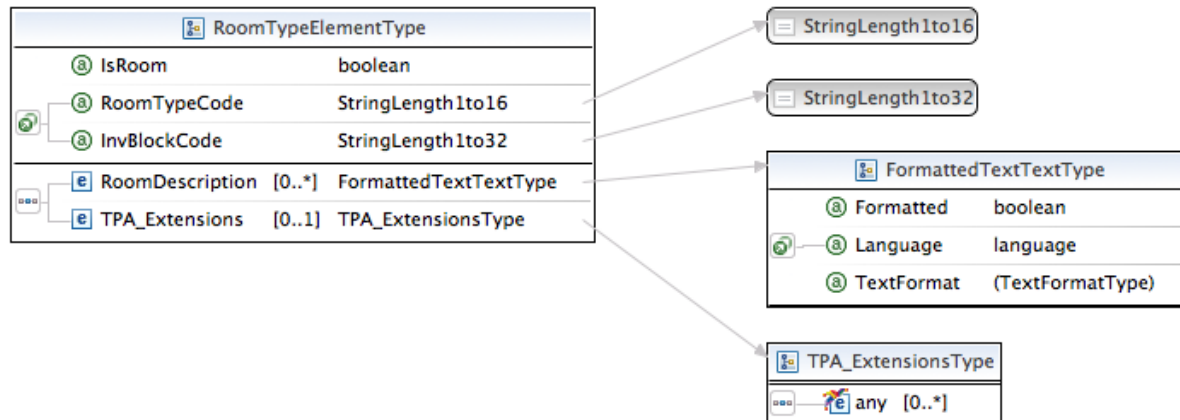 RoomTypeElementType
IsRoom boolean
RoomTypeCode StringLength1to16
InvBlockCode StringLength1to32
RoomDescription [0..*] FormattedTextTextType
TPA_Extensions [0..1] TPA_ExtensionsType
StringLength1to16
StringLength1to32
FormattedTextTextType
Formatted boolean
Language language
TextFormat (TextFormatType)
TPA_ExtensionsType
any [0..*]